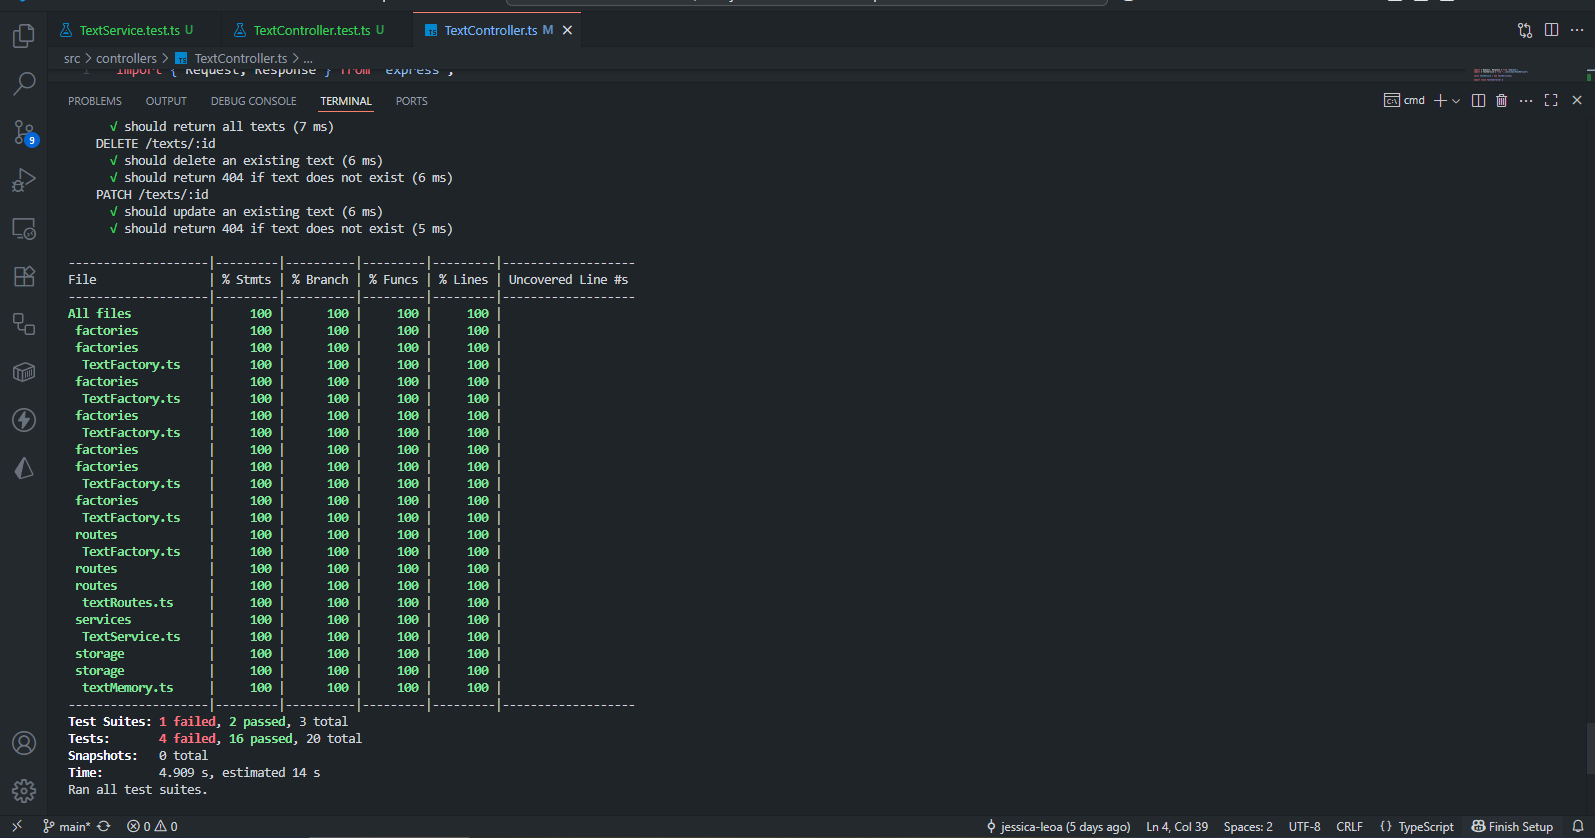 TextService.test.ts U TextController.test.ts U TextController.ts M
src > controllers > TextController.ts > ...
1 import { Request, Response } from 'express';
PROBLEMS OUTPUT DEBUG CONSOLE TERMINAL PORTS cmd
√ should return all texts (7 ms)
DELETE /texts/:id
√ should delete an existing text (6 ms)
√ should return 404 if text does not exist (6 ms)
PATCH /texts/:id
√ should update an existing text (6 ms)
√ should return 404 if text does not exist (5 ms)
--------------------|---------|----------|---------|---------|-------------------
File | % Stmts | % Branch | % Funcs | % Lines | Uncovered Line #s
--------------------|---------|----------|---------|---------|-------------------
All files | 100 | 100 | 100 | 100 |
factories | 100 | 100 | 100 | 100 |
factories | 100 | 100 | 100 | 100 |
TextFactory.ts | 100 | 100 | 100 | 100 |
factories | 100 | 100 | 100 | 100 |
TextFactory.ts | 100 | 100 | 100 | 100 |
factories | 100 | 100 | 100 | 100 |
TextFactory.ts | 100 | 100 | 100 | 100 |
factories | 100 | 100 | 100 | 100 |
factories | 100 | 100 | 100 | 100 |
TextFactory.ts | 100 | 100 | 100 | 100 |
factories | 100 | 100 | 100 | 100 |
TextFactory.ts | 100 | 100 | 100 | 100 |
routes | 100 | 100 | 100 | 100 |
TextFactory.ts | 100 | 100 | 100 | 100 |
routes | 100 | 100 | 100 | 100 |
routes | 100 | 100 | 100 | 100 |
textRoutes.ts | 100 | 100 | 100 | 100 |
services | 100 | 100 | 100 | 100 |
TextService.ts | 100 | 100 | 100 | 100 |
storage | 100 | 100 | 100 | 100 |
storage | 100 | 100 | 100 | 100 |
textMemory.ts | 100 | 100 | 100 | 100 |
--------------------|---------|----------|---------|---------|-------------------
Test Suites: 1 failed, 2 passed, 3 total
Tests: 4 failed, 16 passed, 20 total
Snapshots: 0 total
Time: 4.909 s, estimated 14 s
Ran all test suites.
9
main* 0 0 jessica-leoa (5 days ago) Ln 4, Col 39 Spaces: 2 UTF-8 CRLF {} TypeScript Finish Setup